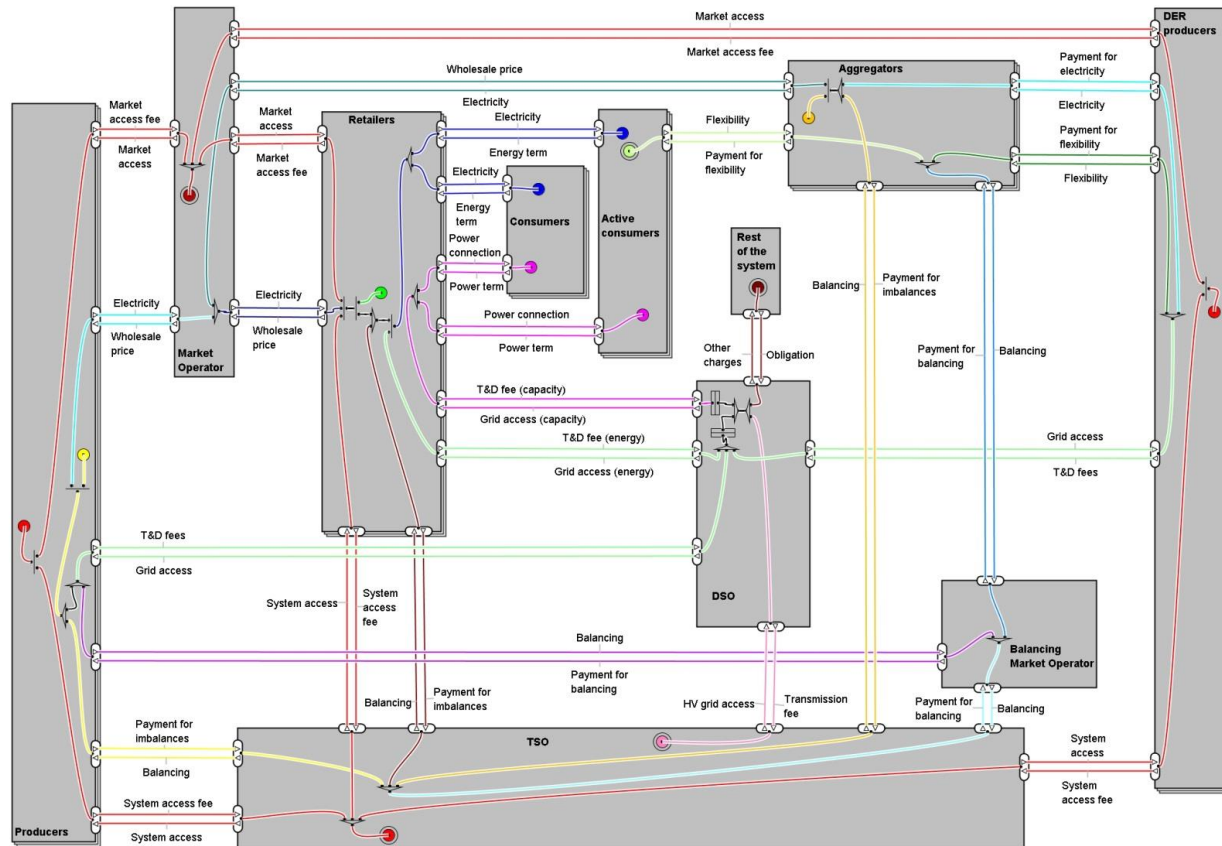 Market access
Market access fee
DER
producers
Wholesale price
Electricity
Aggregators
Payment for
electricity
Electricity
Market
access fee
Market
access
Market
access
Market
access fee
Retailers
Electricity
Energy term
Flexibility
Payment for
flexibility
Payment for
flexibility
Flexibility
Electricity
Energy
term
Consumers
Active
consumers
Power
connection
Power term
Rest
of the
system
Balancing
Payment for
imbalances
Electricity
Wholesale
price
Electricity
Wholesale
price
Power connection
Power term
Market
Operator
Other
charges
Obligation
Payment for
balancing
Balancing
T&D fee (capacity)
Grid access (capacity)
T&D fee (energy)
Grid access (energy)
Grid access
T&D fees
T&D fees
Grid access
System access
System
access
fee
DSO
Balancing
Payment for
balancing
Balancing
Market Operator
Balancing
Payment for
imbalances
HV grid access
Transmission
fee
Payment for
balancing
Balancing
Payment for
imbalances
Balancing
TSO
System
access
System
access fee
System access fee
System access
Producers